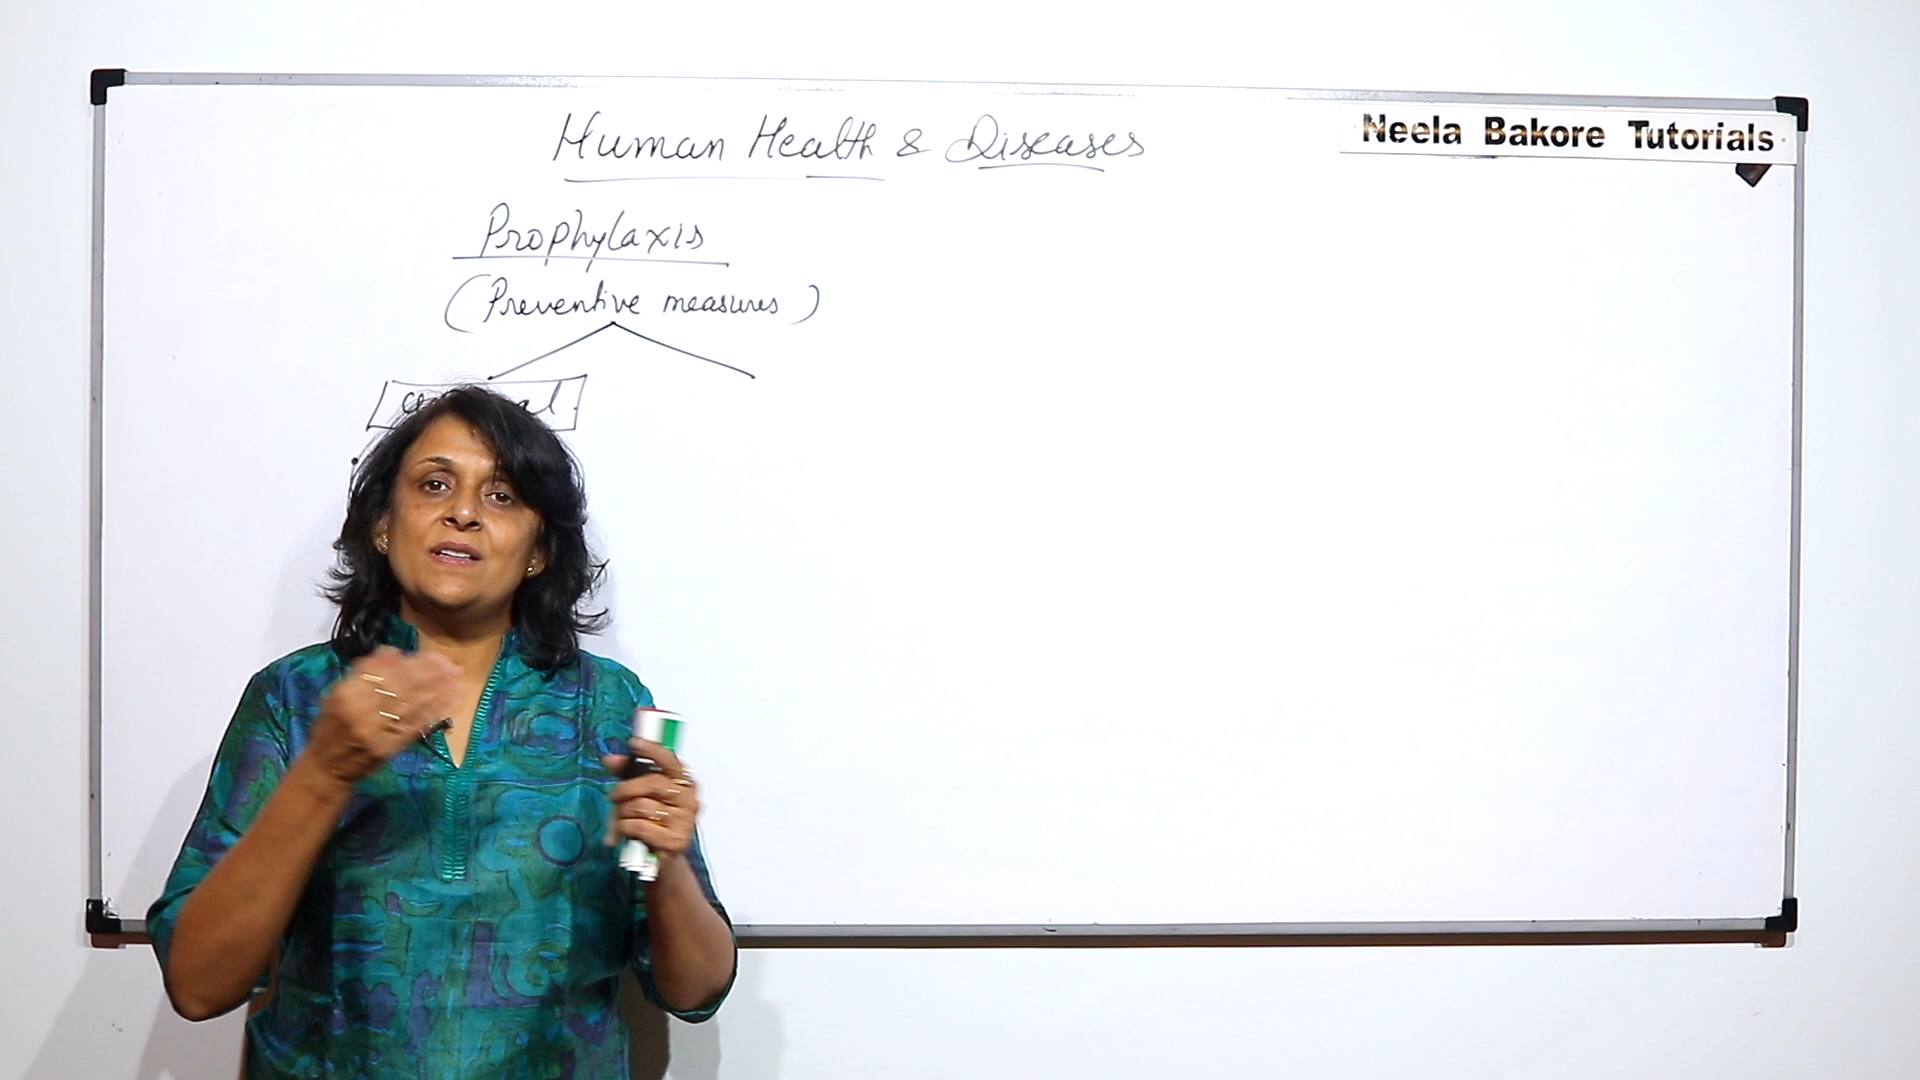 Human Health & Diseases
Neela Bakore Tutorials
Prophylaxis
(Preventive measures)